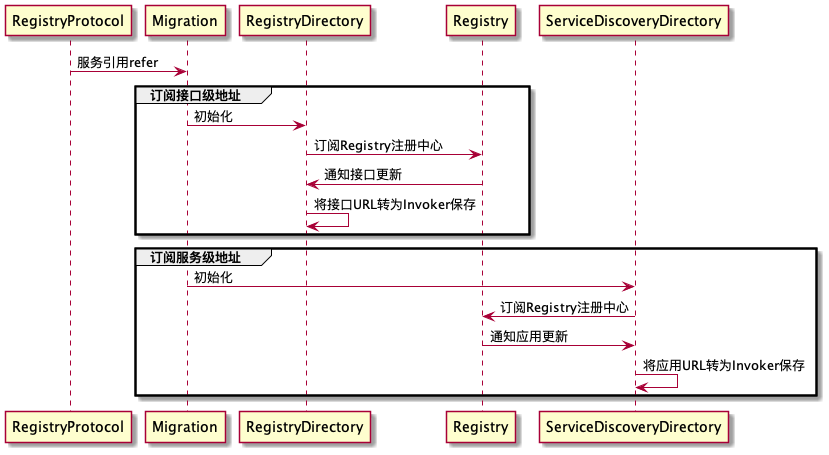 RegistryProtocol
Migration
RegistryDirectory
Registry
ServiceDiscoveryDirectory
服务引用refer
订阅接口级地址
初始化
订阅Registry注册中心
通知接口更新
将接口URL转为Invoker保存
订阅服务级地址
初始化
订阅Registry注册中心
通知应用更新
将应用URL转为Invoker保存
RegistryProtocol
Migration
RegistryDirectory
Registry
ServiceDiscoveryDirectory